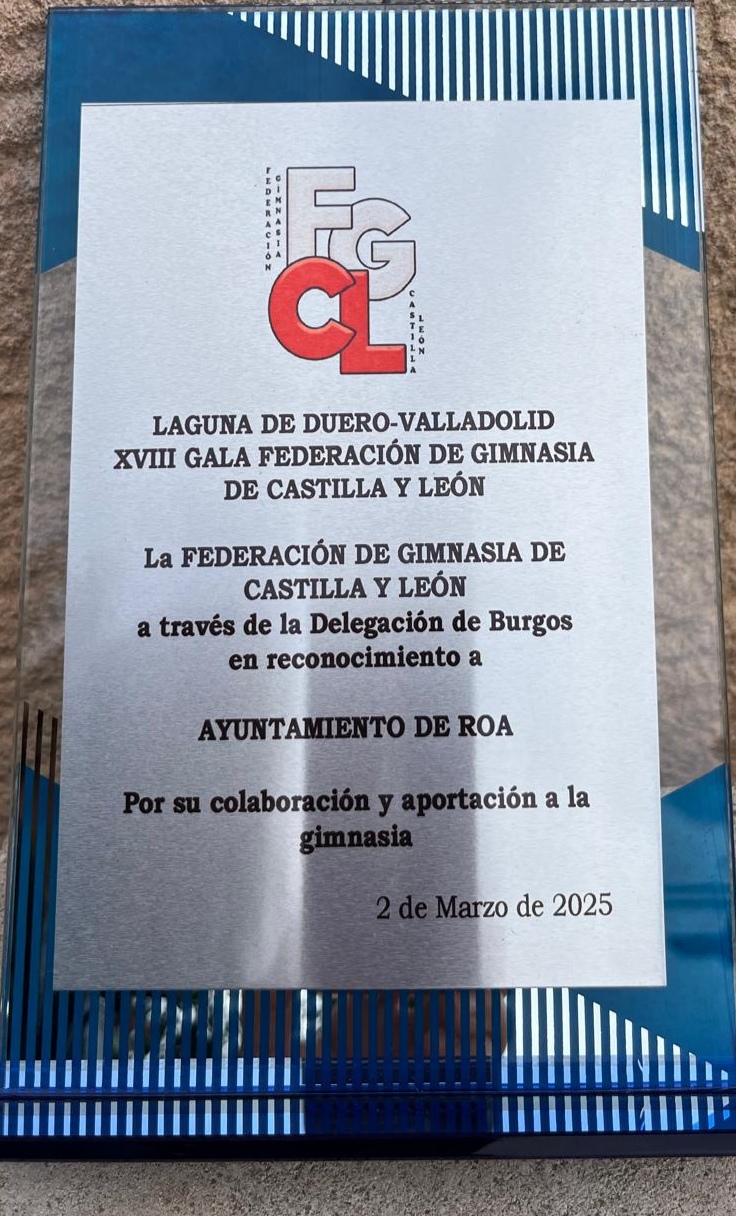 FEDERACIÓN
GIMNASIA
FG
CL
CASTILLA
LEÓN
LAGUNA DE DUERO-VALLADOLID
XVIII GALA FEDERACIÓN DE GIMNASIA
DE CASTILLA Y LEÓN
La FEDERACIÓN DE GIMNASIA DE
CASTILLA Y LEÓN
a través de la Delegación de Burgos
en reconocimiento a
AYUNTAMIENTO DE ROA
Por su colaboración y aportación a la
gimnasia
2 de Marzo de 2025